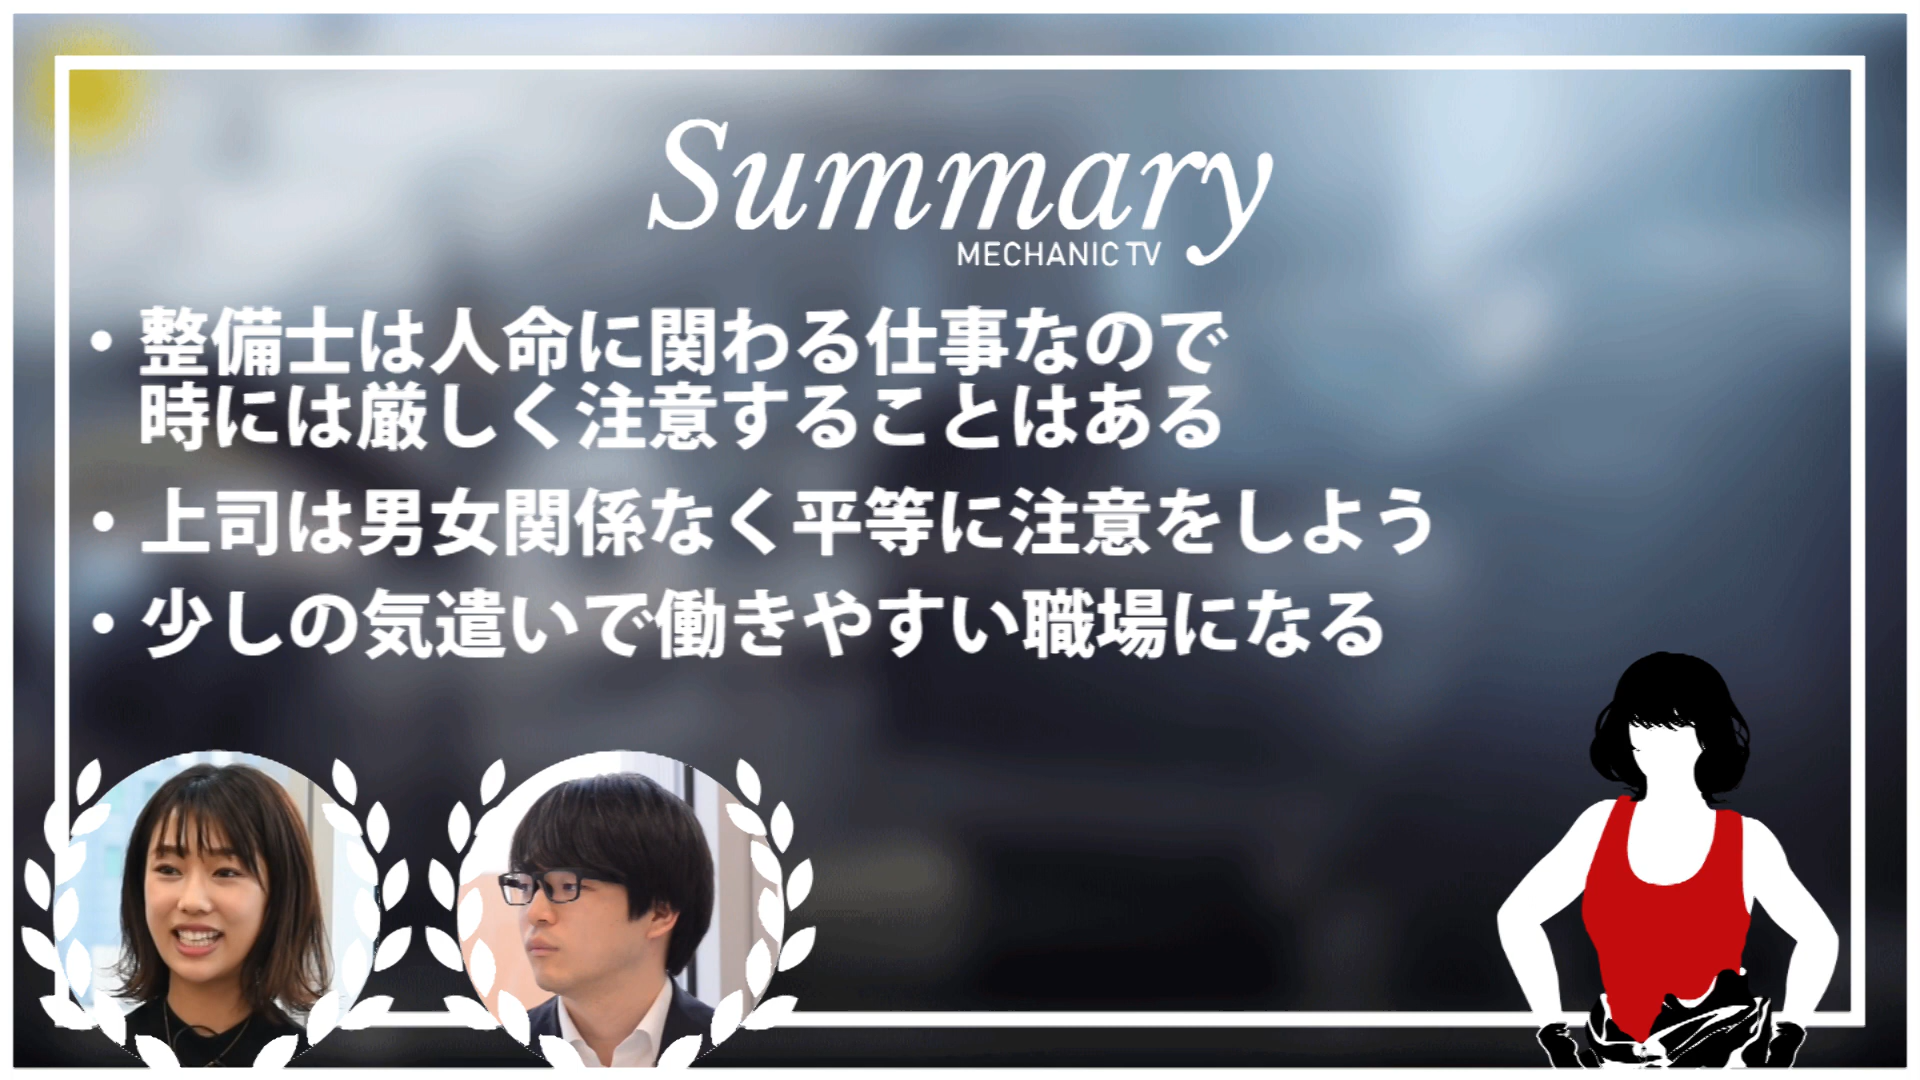 Summary
MECHANIC TV
・整備士は人命に関わる仕事なので
時には厳しく注意することはある
・上司は男女関係なく平等に注意をしよう
・少しの気遣いで働きやすい職場になる